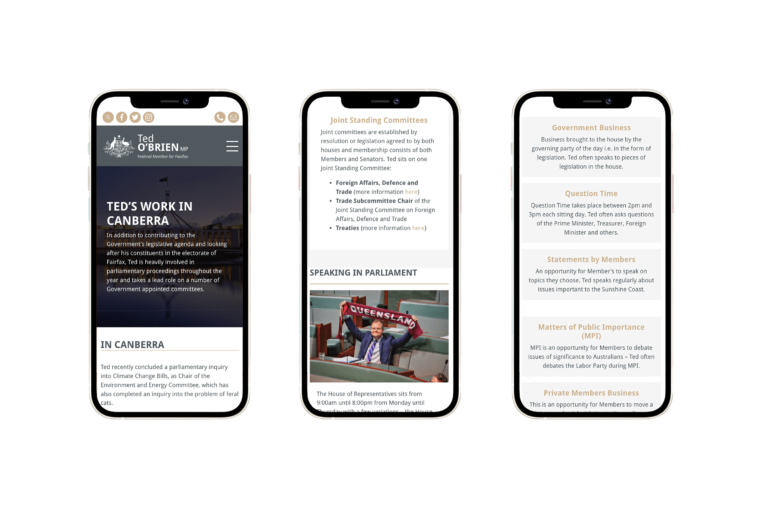 Ted
O'BRIEN MP
Federal Member for Fairfax
TED'S WORK IN
CANBERRA
In addition to contributing to the
Government's legislative agenda and looking
after his constituents in the electorate of
Fairfax, Ted is heavily involved in
parliamentary proceedings throughout the
year and takes a lead role on a number of
Government appointed committees.
IN CANBERRA
Ted recently concluded a parliamentary inquiry
into Climate Change Bills, as Chair of the
Environment and Energy Committee, which has
also completed an inquiry into the problem of feral
cats.
Joint Standing Committees
Joint committees are established by
resolution or legislation agreed to by both
houses and membership consists of both
Members and Senators. Ted sits on one
Joint Standing Committee:
• Foreign Affairs, Defence and
Trade (more information here)
• Trade Subcommittee Chair of the
Joint Standing Committee on Foreign
Affairs, Defence and Trade
• Treaties (more information here)
SPEAKING IN PARLIAMENT
QUEENSLAND
The House of Representatives sits from
9:00am until 8:00pm from Monday until
Thursday with a few variations – the House
Government Business
Business brought to the house by the
governing party of the day i.e. in the form of
legislation. Ted often speaks to pieces of
legislation in the house.
Question Time
Question Time takes place between 2pm and
3pm each sitting day. Ted often asks questions
of the Prime Minister, Treasurer, Foreign
Minister and others.
Statements by Members
An opportunity for Member's to speak on
topics they choose. Ted speaks regularly about
issues important to the Sunshine Coast.
Matters of Public Importance
(MPI)
MPI is an opportunity for Members to debate
issues of significance to Australians – Ted often
debates the Labor Party during MPI.
Private Members Business
This is an opportunity for Members to move a